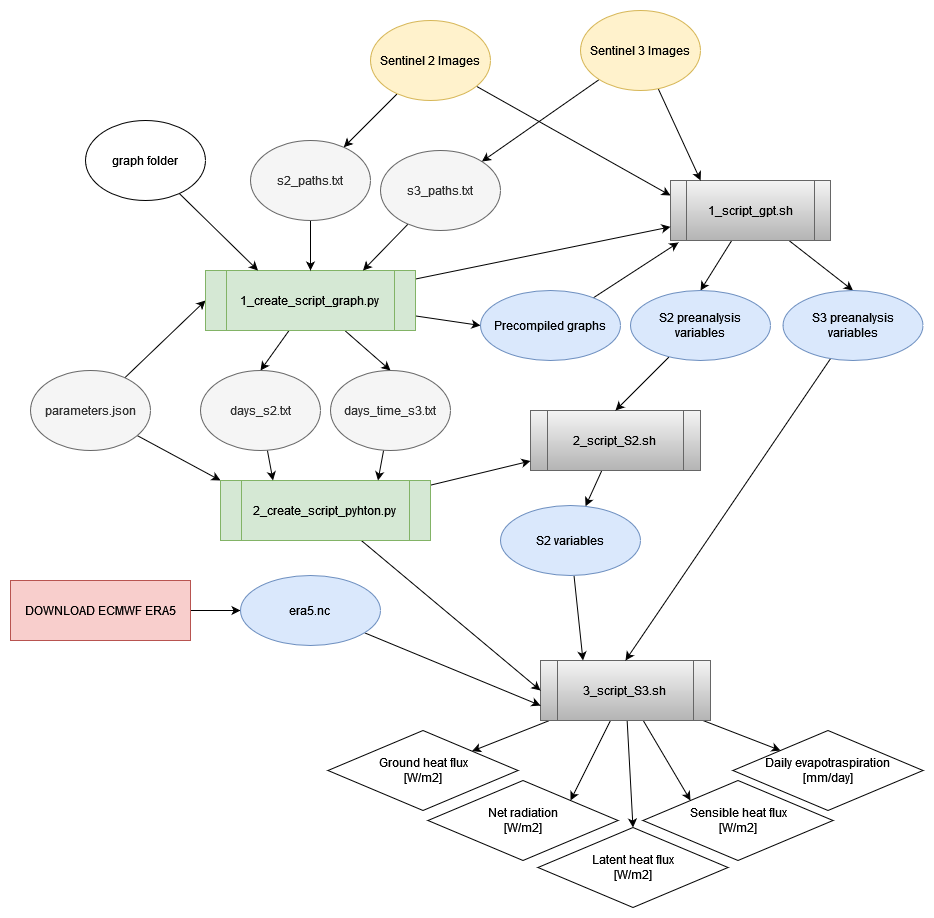 Sentinel 2 Images
Sentinel 3 Images
graph folder
s2_paths.txt
s3_paths.txt
1_script_gpt.sh
1_create_script_graph.py
Precompiled graphs
S2 preanalysis
variables
S3 preanalysis
variables
parameters.json
days_s2.txt
days_time_s3.txt
2_script_S2.sh
2_create_script_pyhton.py
S2 variables
DOWNLOAD ECMWF ERA5
era5.nc
3_script_S3.sh
Ground heat flux
[W/m2]
Daily evapotraspiration
[mm/day]
Net radiation
[W/m2]
Sensible heat flux
[W/m2]
Latent heat flux
[W/m2]